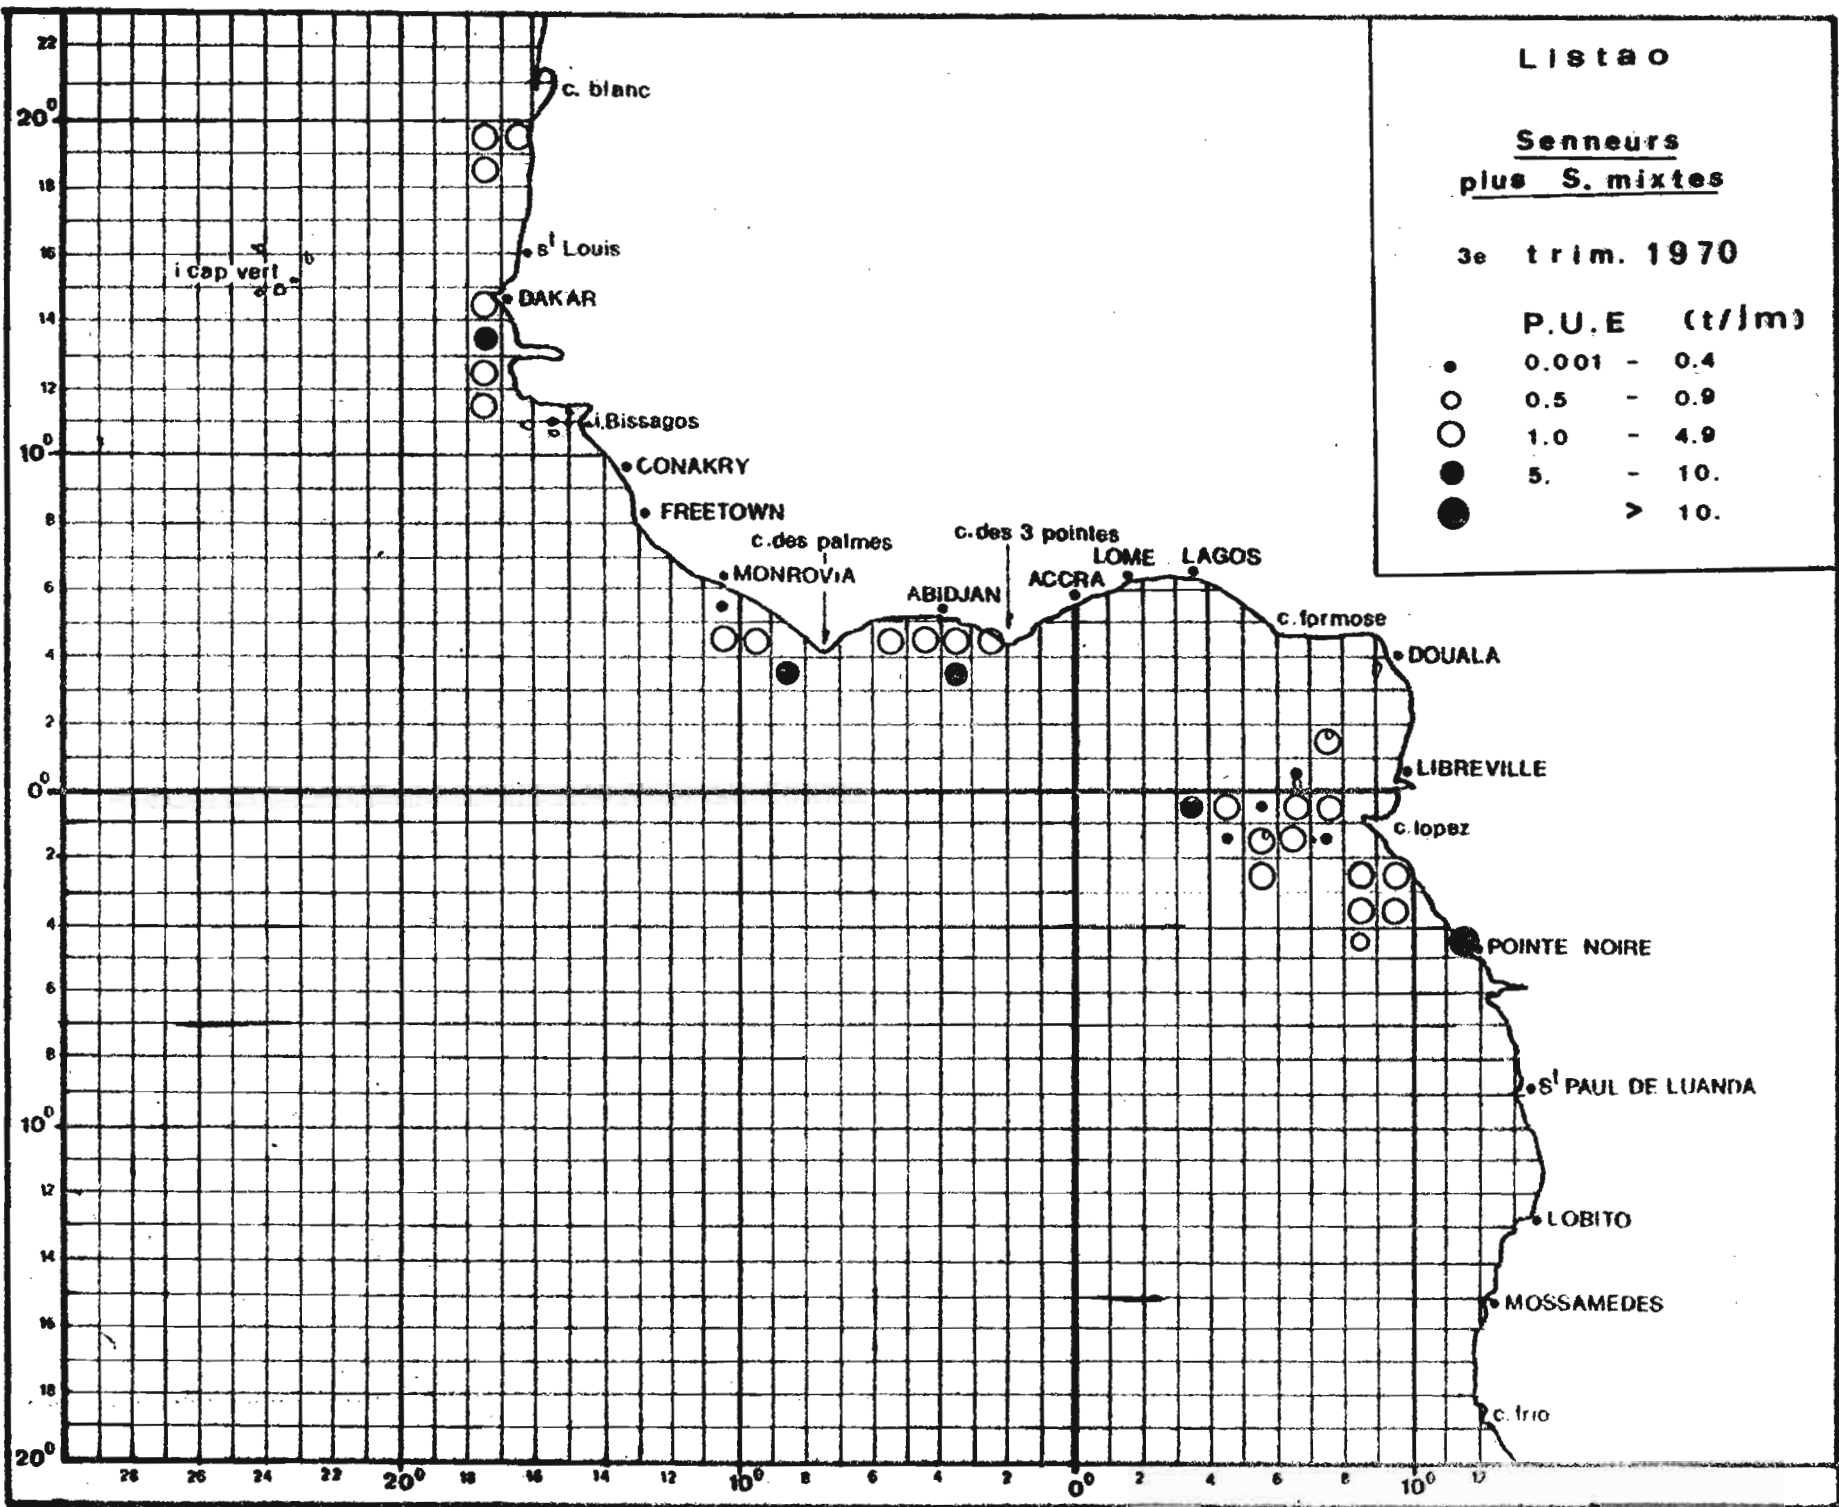 Listao
Senneurs
plus S. mixtes
3e trim. 1970
P.U.E (t/jm)
0.001 - 0.4
0.5 - 0.9
1.0 - 4.9
5. - 10.
> 10.
22
20⁰
18
16
14
12
10⁰
8
6
4
2
0⁰
2
4
6
8
10⁰
12
14
16
18
20⁰
c. blanc
sᵗ Louis
i cap vert
DAKAR
i.Bissagos
CONAKRY
FREETOWN
c.des palmes
c.des 3 pointes
MONROVIA
ABIDJAN
ACCRA
LOME
LAGOS
c.formose
DOUALA
LIBREVILLE
c.lopez
POINTE NOIRE
Sᵗ PAUL DE LUANDA
LOBITO
MOSSAMEDES
c. frio
26 26 24 22 20⁰ 18 16 14 12 10⁰ 8 6 4 2 0⁰ 2 4 6 8 10⁰ 12